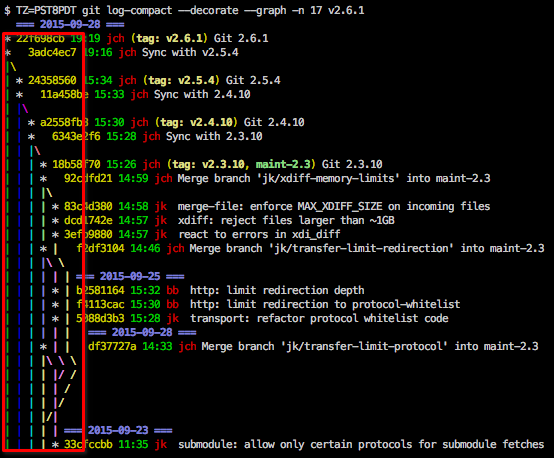 $ TZ=PST8PDT git log-compact --decorate --graph -n 17 v2.6.1
=== 2015-09-28 ===
* 22f698cb 19:19 jch (tag: v2.6.1) Git 2.6.1
* 3adc4ec7 19:16 jch Sync with v2.5.4
|\
| * 24358560 15:34 jch (tag: v2.5.4) Git 2.5.4
| * 11a458be 15:33 jch Sync with 2.4.10
| |\
| | * a2558fb8 15:30 jch (tag: v2.4.10) Git 2.4.10
| | * 6343e2f6 15:28 jch Sync with 2.3.10
| | |\
| | | * 18b58f70 15:26 jch (tag: v2.3.10, maint-2.3) Git 2.3.10
| | | * 92cdfd21 14:59 jch Merge branch 'jk/xdiff-memory-limits' into maint-2.3
| | | |\
| | | | * 83c4d380 14:58 jk merge-file: enforce MAX_XDIFF_SIZE on incoming files
| | | | * dcd1742e 14:57 jk xdiff: reject files larger than ~1GB
| | | | * 3efb9880 14:57 jk react to errors in xdi_diff
| | | * | f2df3104 14:46 jch Merge branch 'jk/transfer-limit-redirection' into maint-2.3
| | | |\ \
| | | | | | === 2015-09-25 ===
| | | | * | b2581164 15:32 bb http: limit redirection depth
| | | | * | f4113cac 15:30 bb http: limit redirection to protocol-whitelist
| | | | * | 5088d3b3 15:28 jk transport: refactor protocol whitelist code
| | | | | | === 2015-09-28 ===
| | | * | | df37727a 14:33 jch Merge branch 'jk/transfer-limit-protocol' into maint-2.3
| | | |\ \ \
| | | | |/ /
| | | | | /
| | | | |/
| | | |/|
| | | | | === 2015-09-23 ===
| | | | * 33cfccbb 11:35 jk submodule: allow only certain protocols for submodule fetches